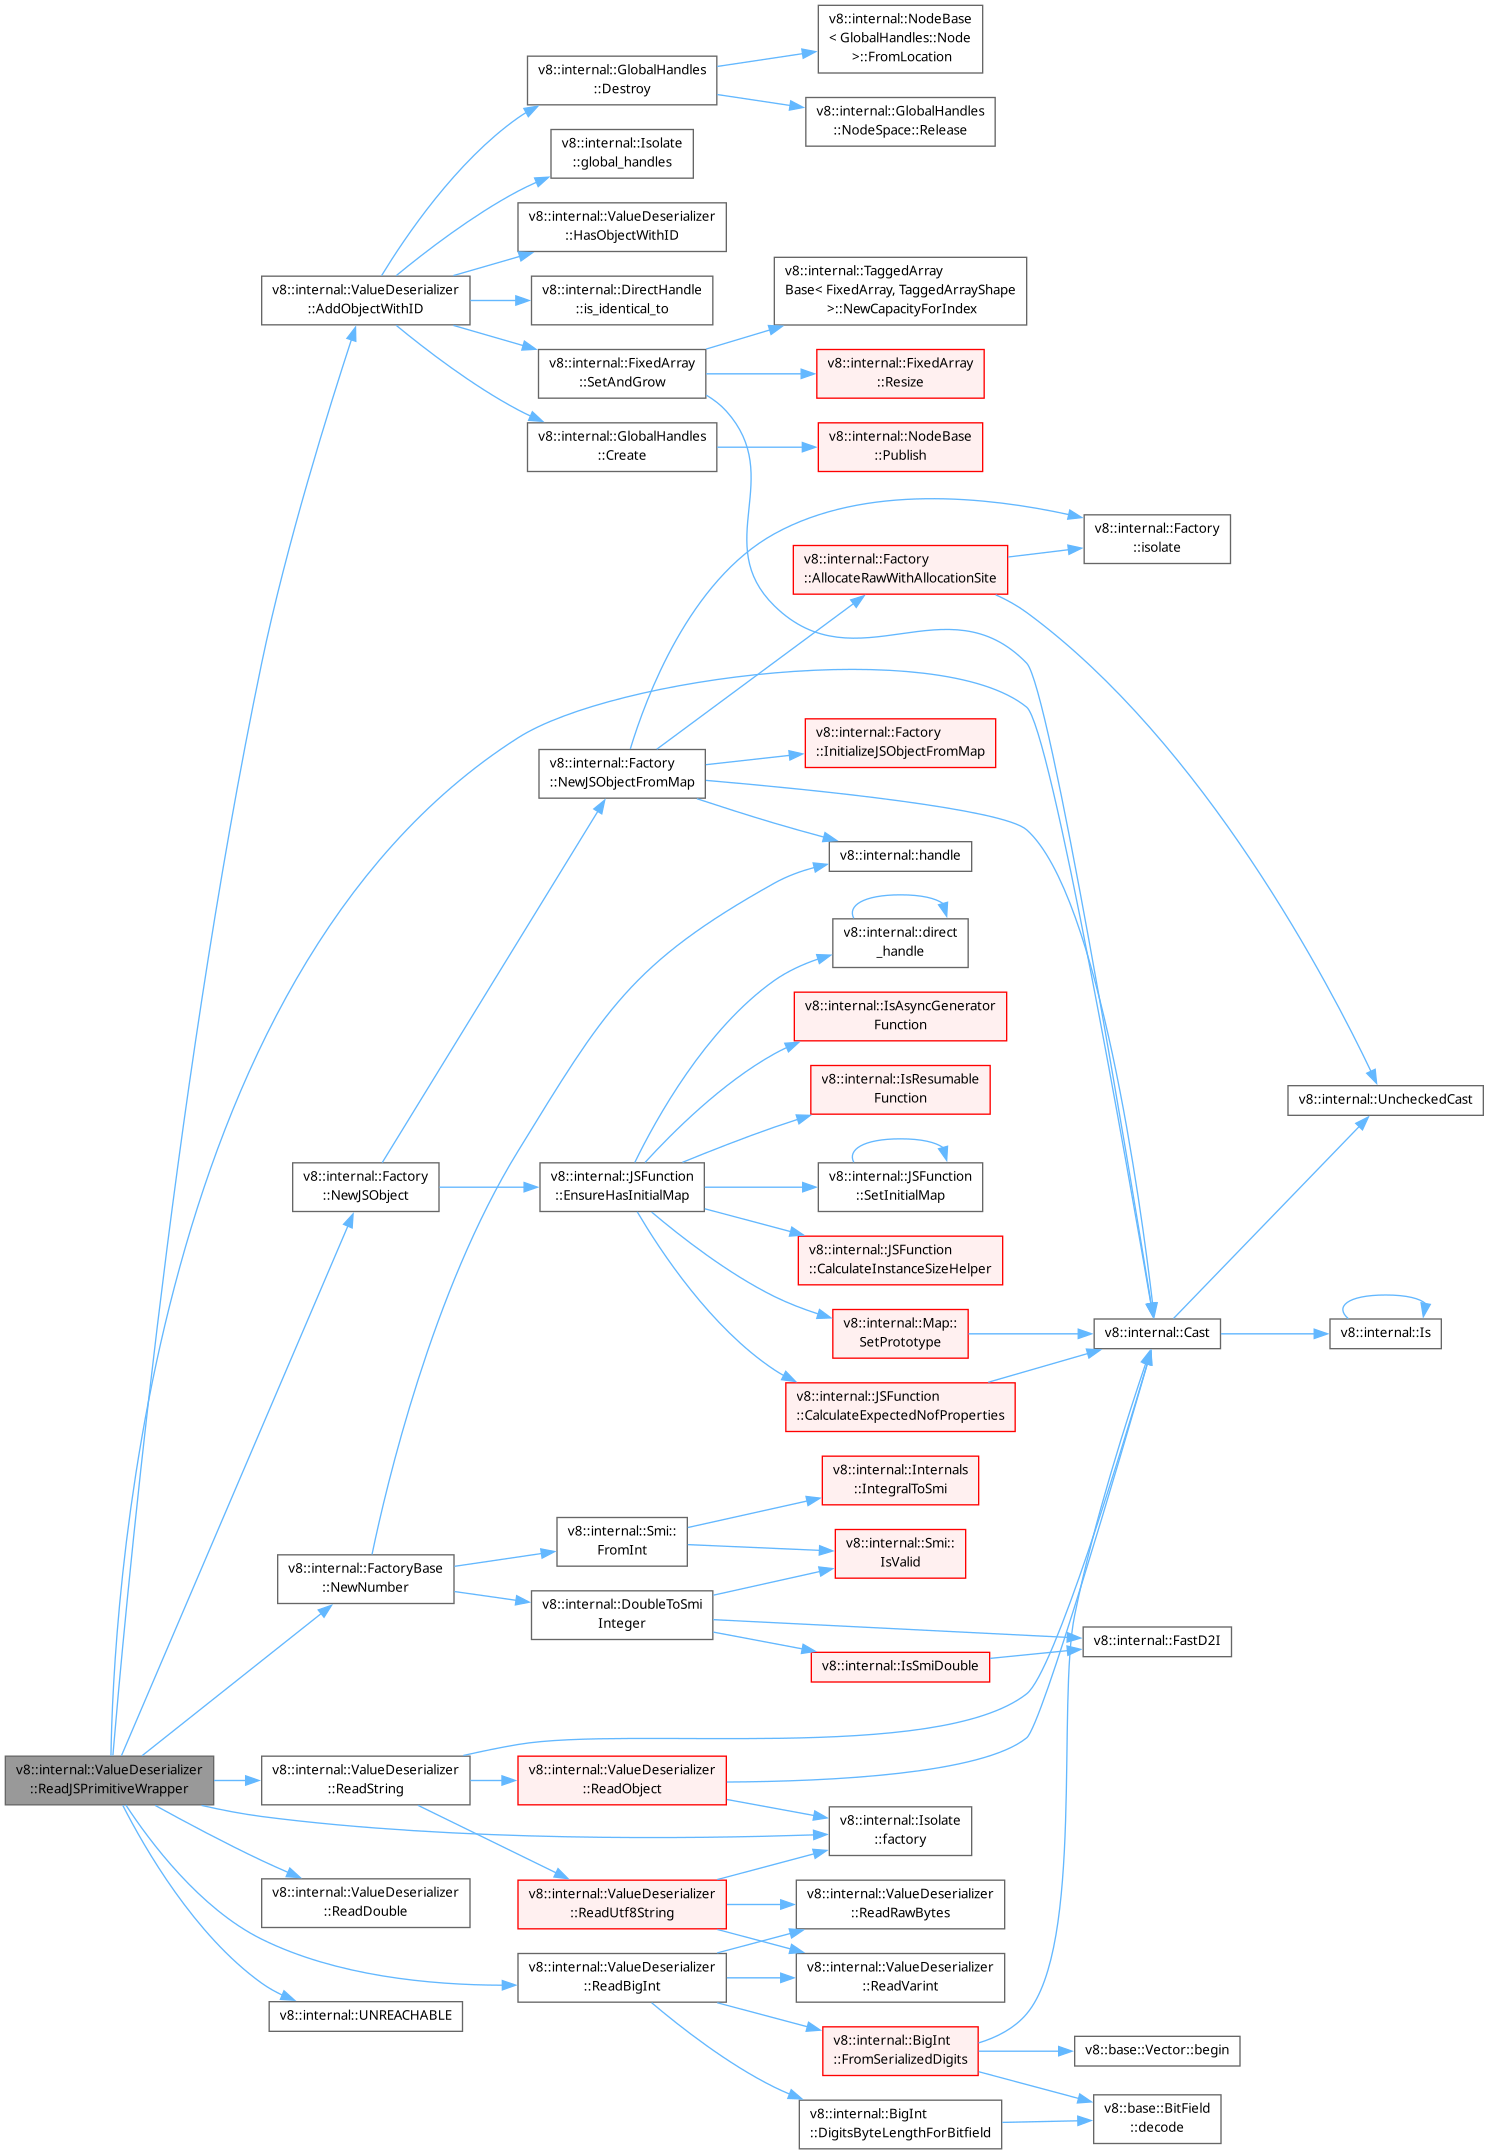 v8::internal::NodeBase
< GlobalHandles::Node
>::FromLocation
v8::internal::GlobalHandles
::Destroy
v8::internal::GlobalHandles
::NodeSpace::Release
v8::internal::Isolate
::global_handles
v8::internal::ValueDeserializer
::HasObjectWithID
v8::internal::TaggedArray
Base< FixedArray, TaggedArrayShape
>::NewCapacityForIndex
v8::internal::ValueDeserializer
::AddObjectWithID
v8::internal::DirectHandle
::is_identical_to
v8::internal::FixedArray
::SetAndGrow
v8::internal::FixedArray
::Resize
v8::internal::GlobalHandles
::Create
v8::internal::NodeBase
::Publish
v8::internal::Factory
::isolate
v8::internal::Factory
::AllocateRawWithAllocationSite
v8::internal::Factory
::InitializeJSObjectFromMap
v8::internal::Factory
::NewJSObjectFromMap
v8::internal::handle
v8::internal::direct
_handle
v8::internal::IsAsyncGenerator
Function
v8::internal::IsResumable
Function
v8::internal::UncheckedCast
v8::internal::Factory
::NewJSObject
v8::internal::JSFunction
::EnsureHasInitialMap
v8::internal::JSFunction
::SetInitialMap
v8::internal::JSFunction
::CalculateInstanceSizeHelper
v8::internal::Map::
SetPrototype
v8::internal::Cast
v8::internal::Is
v8::internal::JSFunction
::CalculateExpectedNofProperties
v8::internal::Internals
::IntegralToSmi
v8::internal::Smi::
FromInt
v8::internal::Smi::
IsValid
v8::internal::FactoryBase
::NewNumber
v8::internal::DoubleToSmi
Integer
v8::internal::FastD2I
v8::internal::IsSmiDouble
v8::internal::ValueDeserializer
::ReadJSPrimitiveWrapper
v8::internal::ValueDeserializer
::ReadString
v8::internal::ValueDeserializer
::ReadObject
v8::internal::Isolate
::factory
v8::internal::ValueDeserializer
::ReadDouble
v8::internal::ValueDeserializer
::ReadUtf8String
v8::internal::ValueDeserializer
::ReadRawBytes
v8::internal::ValueDeserializer
::ReadBigInt
v8::internal::ValueDeserializer
::ReadVarint
v8::internal::UNREACHABLE
v8::internal::BigInt
::FromSerializedDigits
v8::base::Vector::begin
v8::internal::BigInt
::DigitsByteLengthForBitfield
v8::base::BitField
::decode